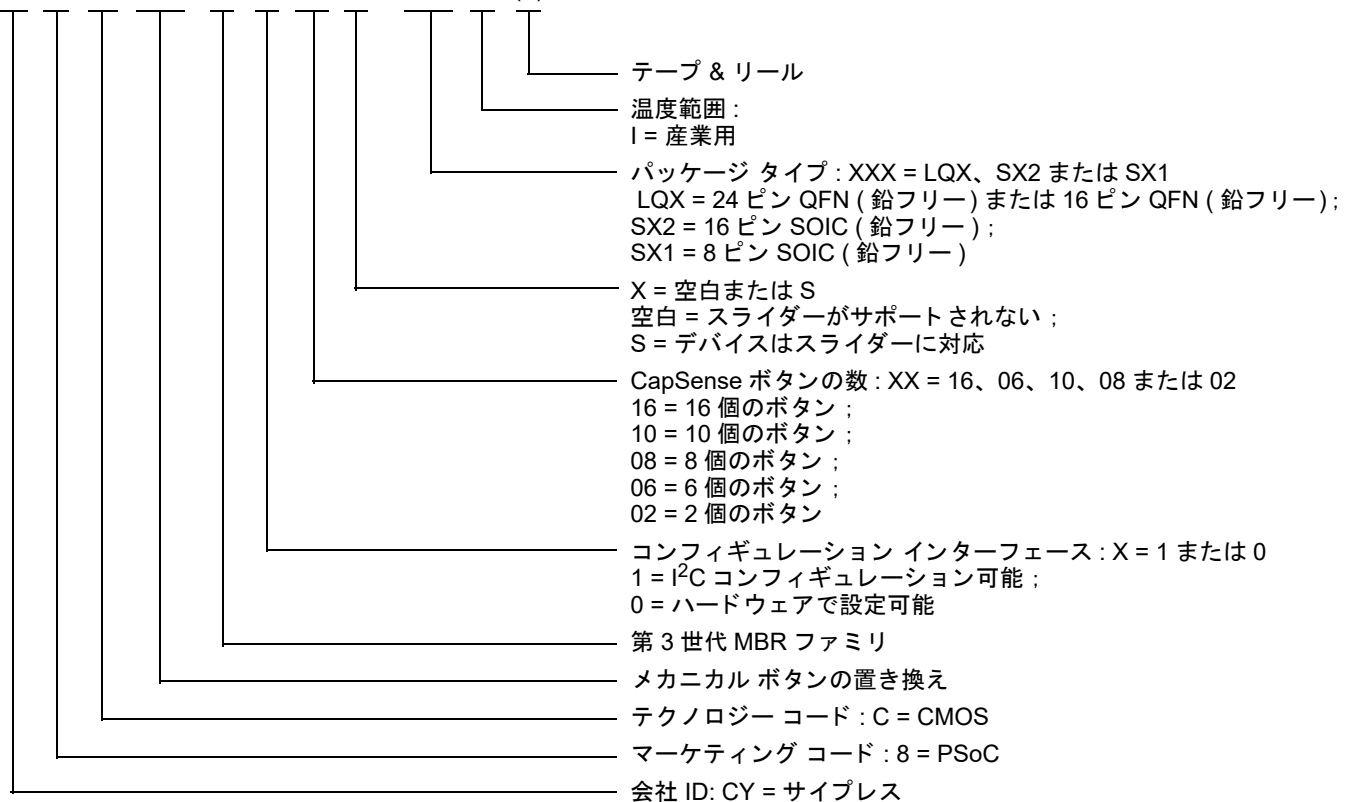 テープ & リール
温度範囲 :
I = 産業用
パッケージ タイプ : XXX = LQX、SX2 または SX1
LQX = 24 ピン QFN ( 鉛フリー ) または 16 ピン QFN ( 鉛フリー ) ;
SX2 = 16 ピン SOIC ( 鉛フリー ) ;
SX1 = 8 ピン SOIC ( 鉛フリー )
X = 空白または S
空白 = スライダーがサポートされない ;
S = デバイスはスライダーに対応
CapSense ボタンの数 : XX = 16、06、10、08 または 02
16 = 16 個のボタン ;
10 = 10 個のボタン ;
08 = 8 個のボタン ;
06 = 6 個のボタン ;
02 = 2 個のボタン
コンフィギュレーション インターフェース : X = 1 または 0
1 = I²C コンフィギュレーション可能 ;
0 = ハードウェアで設定可能
第 3 世代 MBR ファミリ
メカニカル ボタンの置き換え
テクノロジー コード : C = CMOS
マーケティング コード : 8 = PSoC
会社 ID: CY = サイプレス